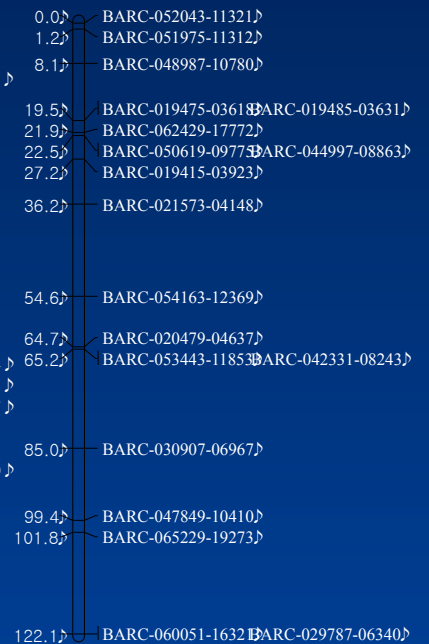 0.0♪ BARC-052043-11321♪
1.2♪ BARC-051975-11312♪
8.1♪ BARC-048987-10780♪
♪
19.5♪ BARC-019475-03618♪BARC-019485-03631♪
21.9♪ BARC-062429-17772♪
22.5♪ BARC-050619-09775♪BARC-044997-08863♪
27.2♪ BARC-019415-03923♪
36.2♪ BARC-021573-04148♪
54.6♪ BARC-054163-12369♪
64.7♪ BARC-020479-04637♪
65.2♪ BARC-053443-11853♪BARC-042331-08243♪
♪
♪
♪
85.0♪ BARC-030907-06967♪
♪
99.4♪ BARC-047849-10410♪
101.8♪ BARC-065229-19273♪
122.1♪ BARC-060051-16321♪BARC-029787-06340♪